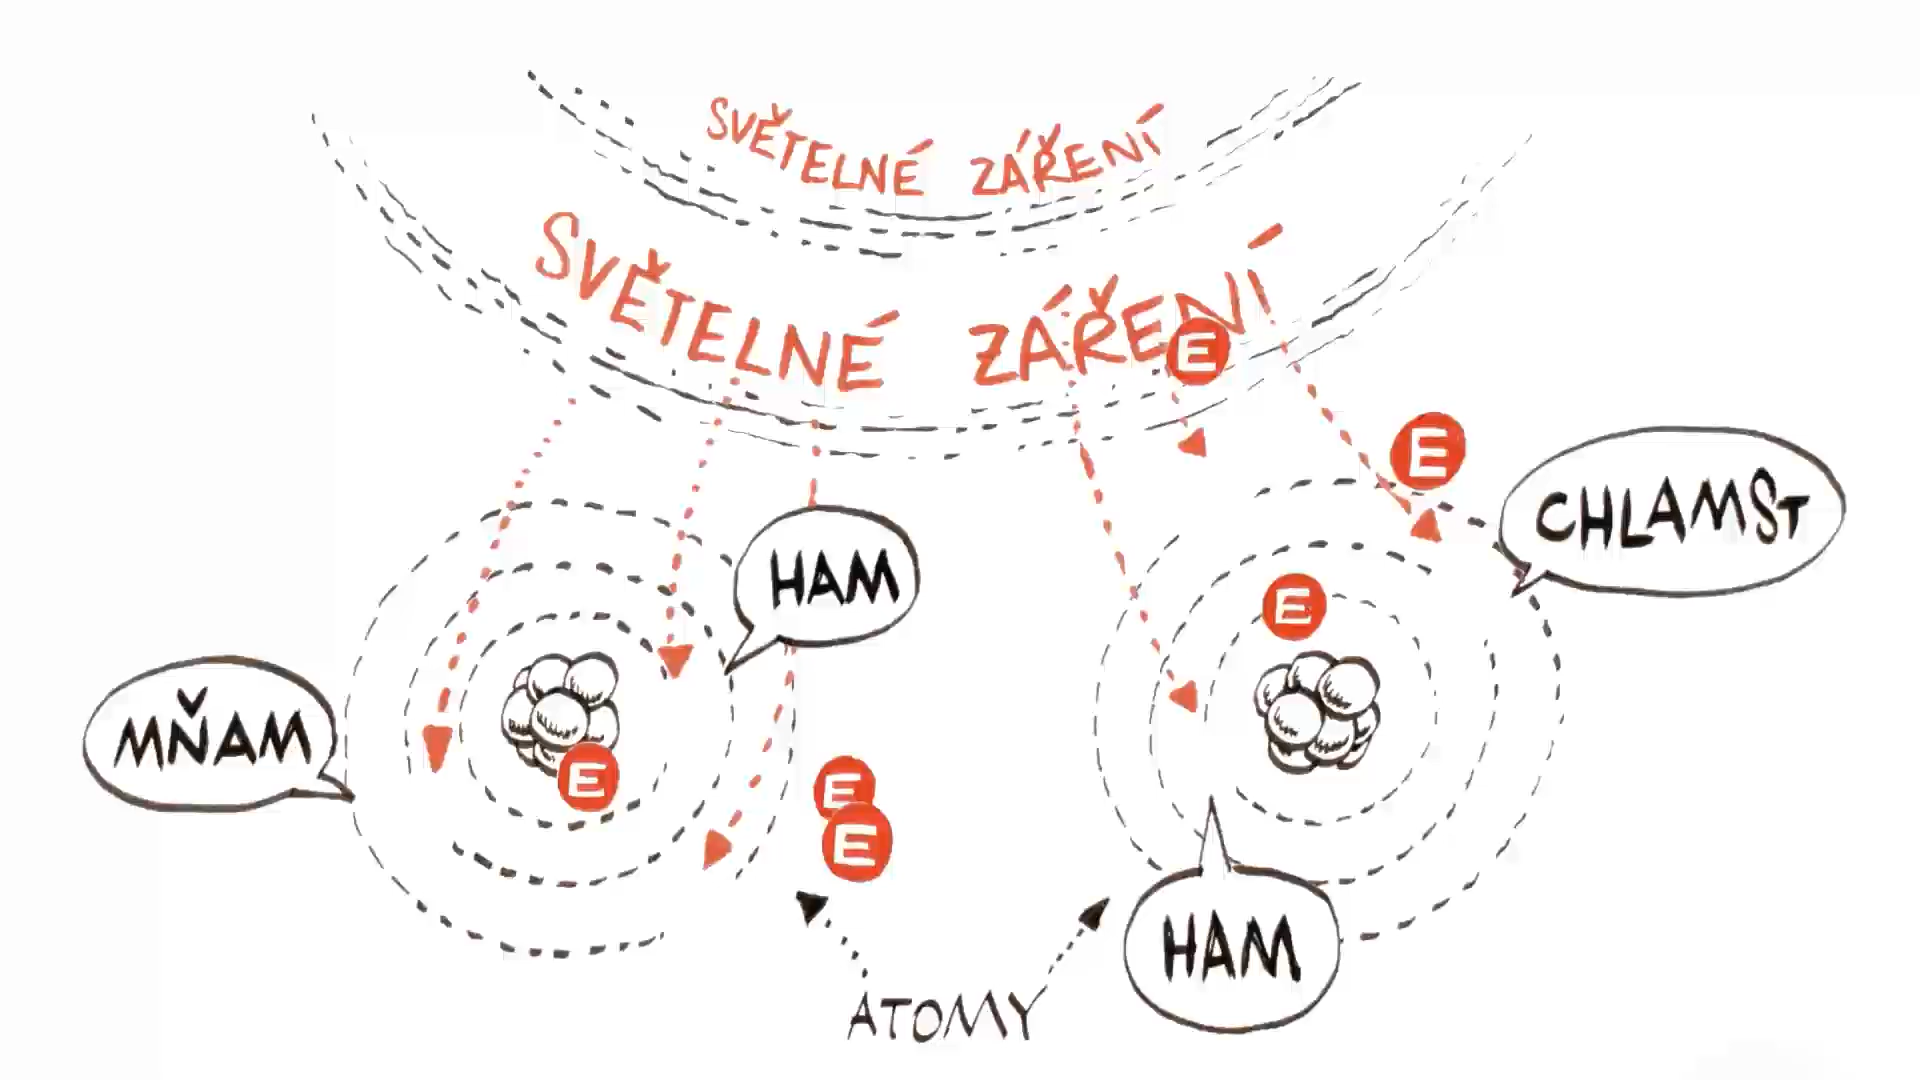 SVĚTELNÉ ZÁŘENÍ
SVĚTELNÉ ZÁŘENÍ
E
E
CHLAMST
HAM
E
MŇAM
E
E
E
HAM
ATOMY